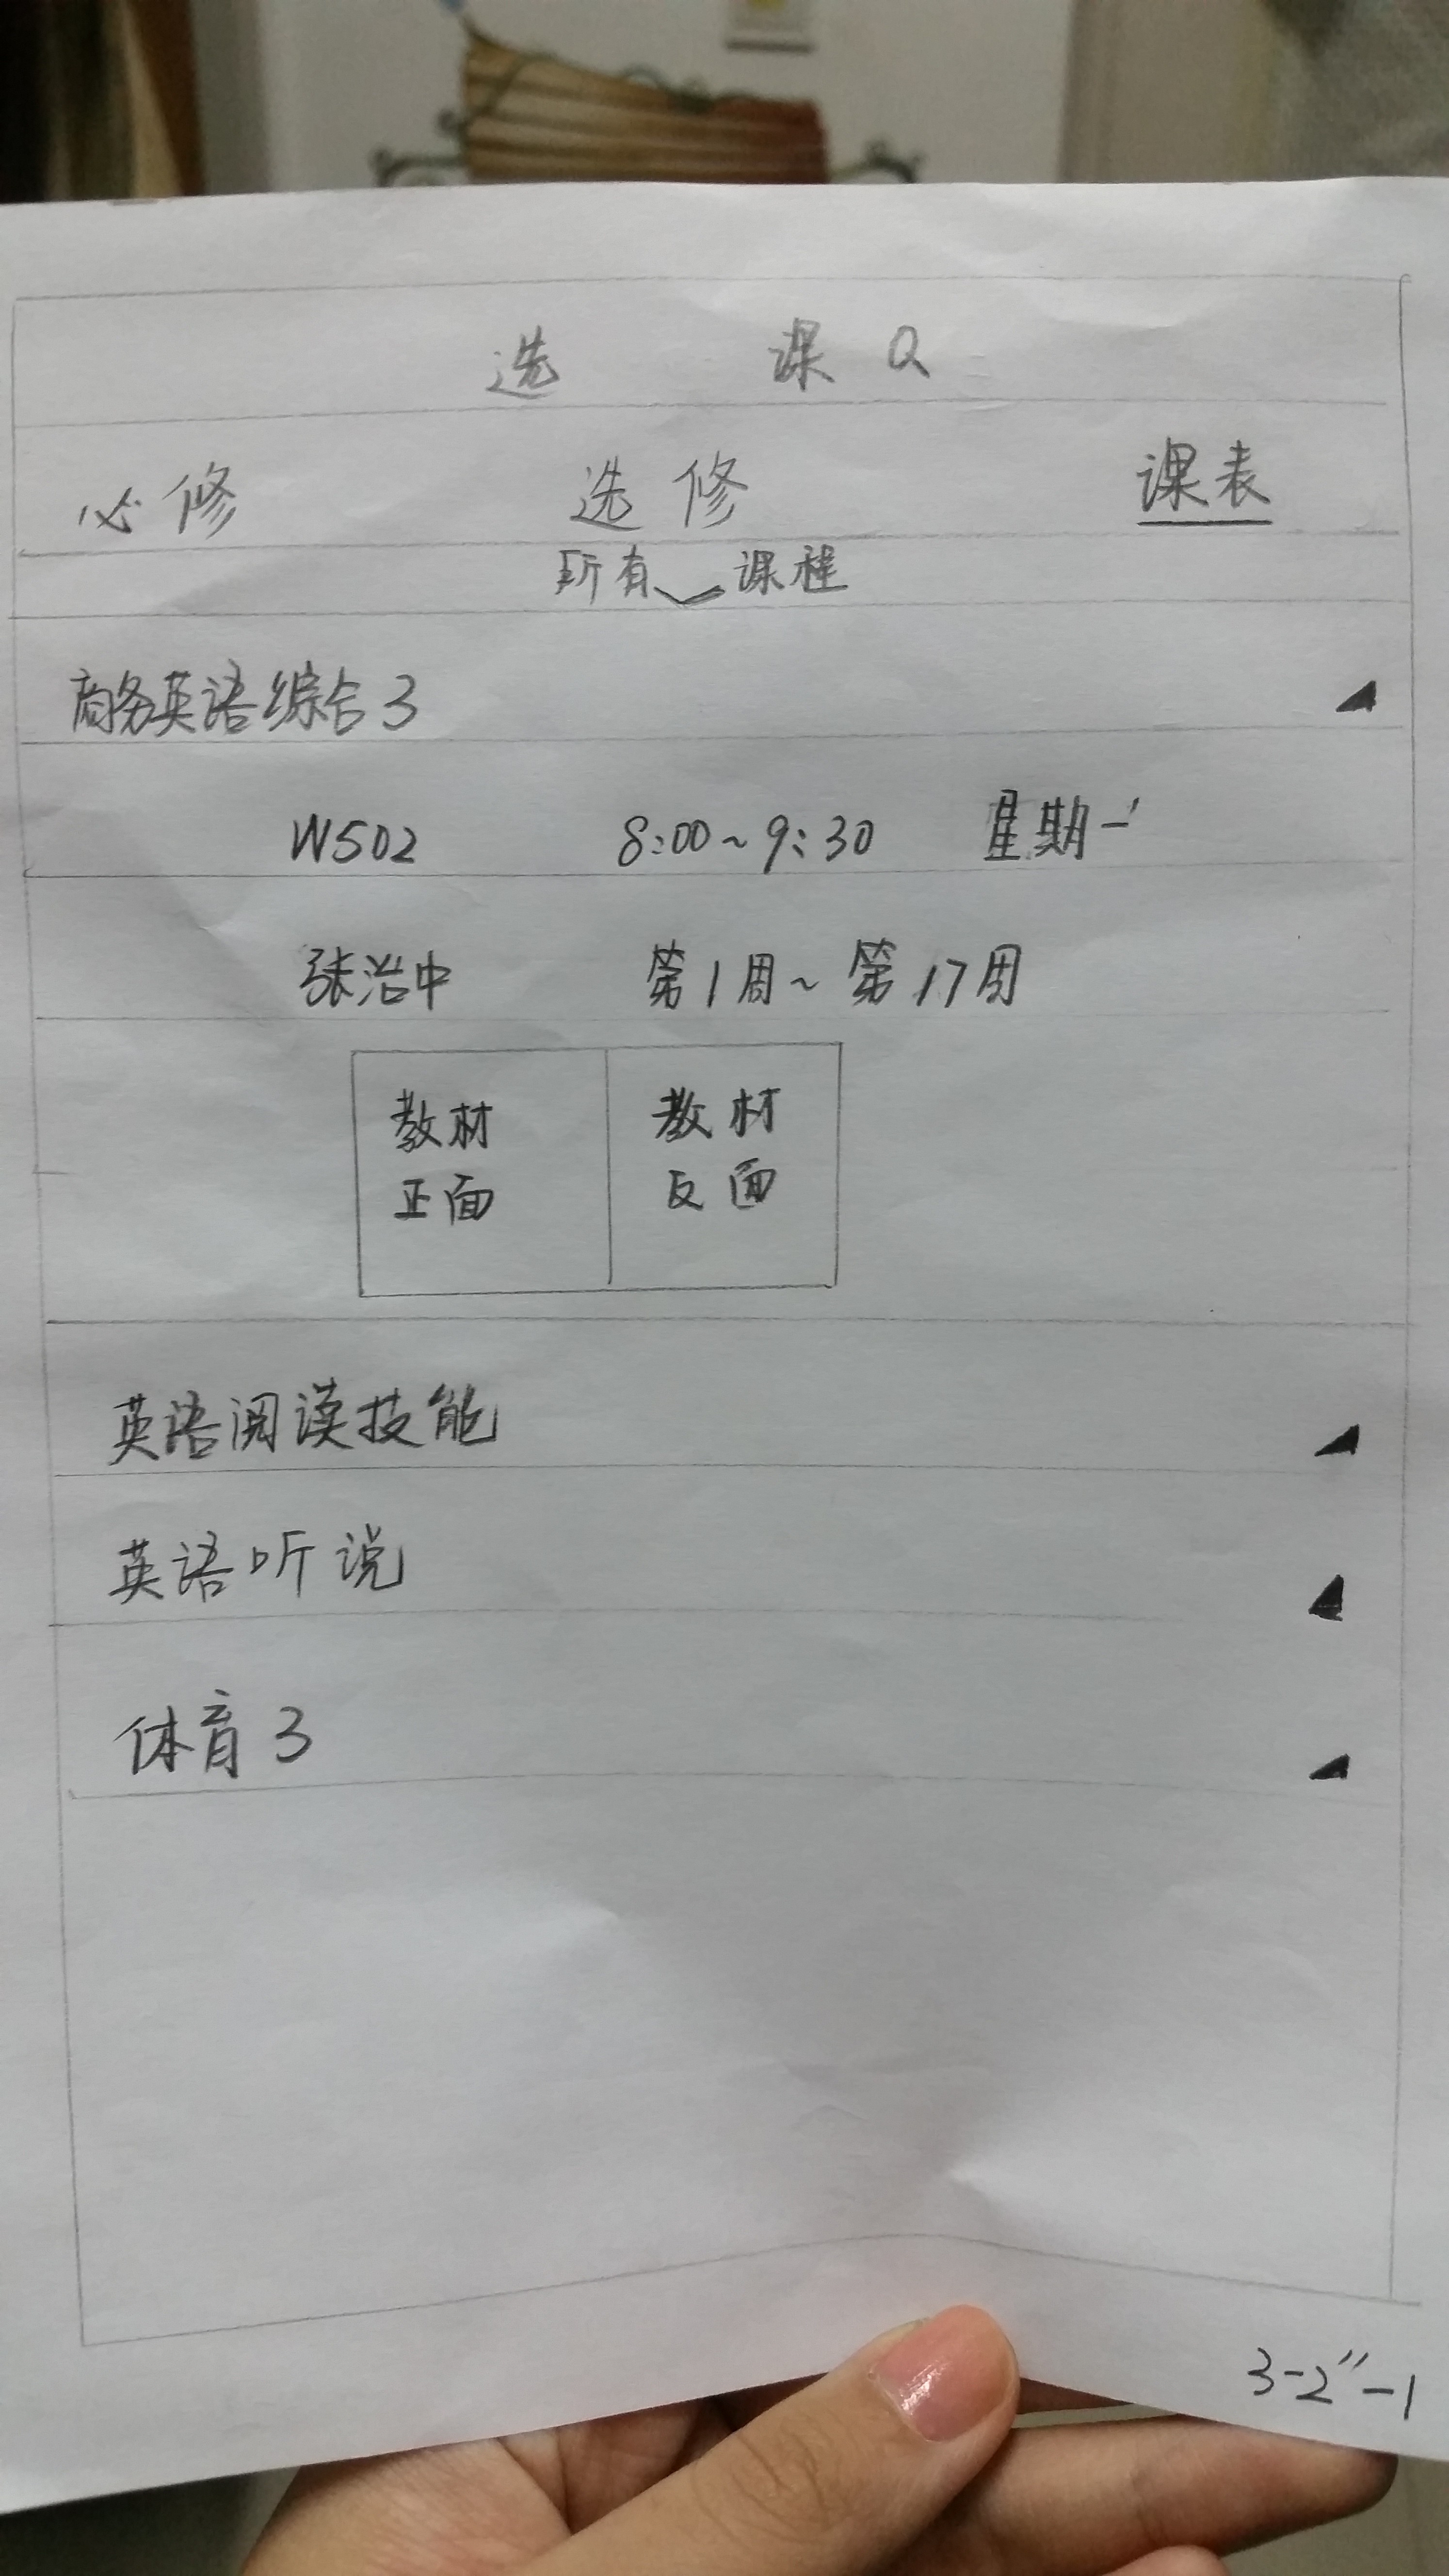 选 课 Q
必修 选修 课表
所有 课程
商务英语综合3
W502 8:00~9:30 星期一
张治中 第1周~第17周
教材 教材
正面 反面
英语阅读技能
英语听说
体育3
3-2"-1